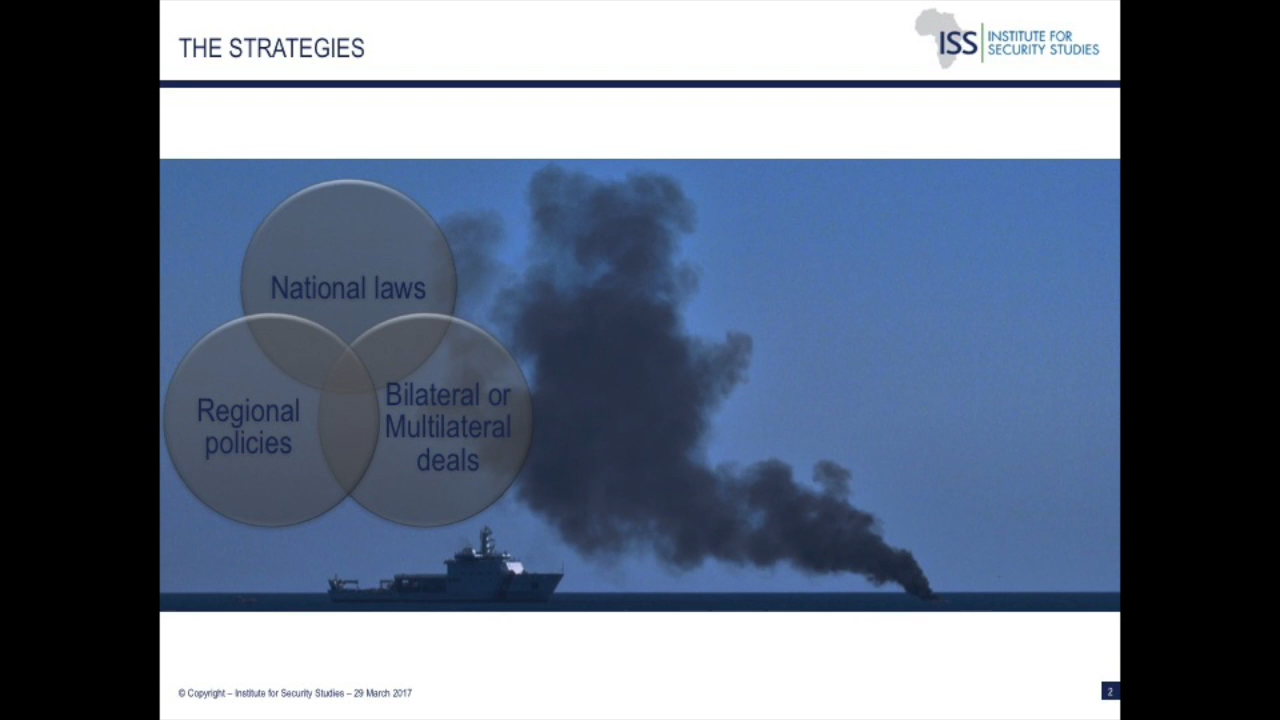 THE STRATEGIES
ISS
INSTITUTE FOR
SECURITY STUDIES
National laws
Regional
policies
Bilateral or
Multilateral
deals
© Copyright – Institute for Security Studies – 29 March 2017
2